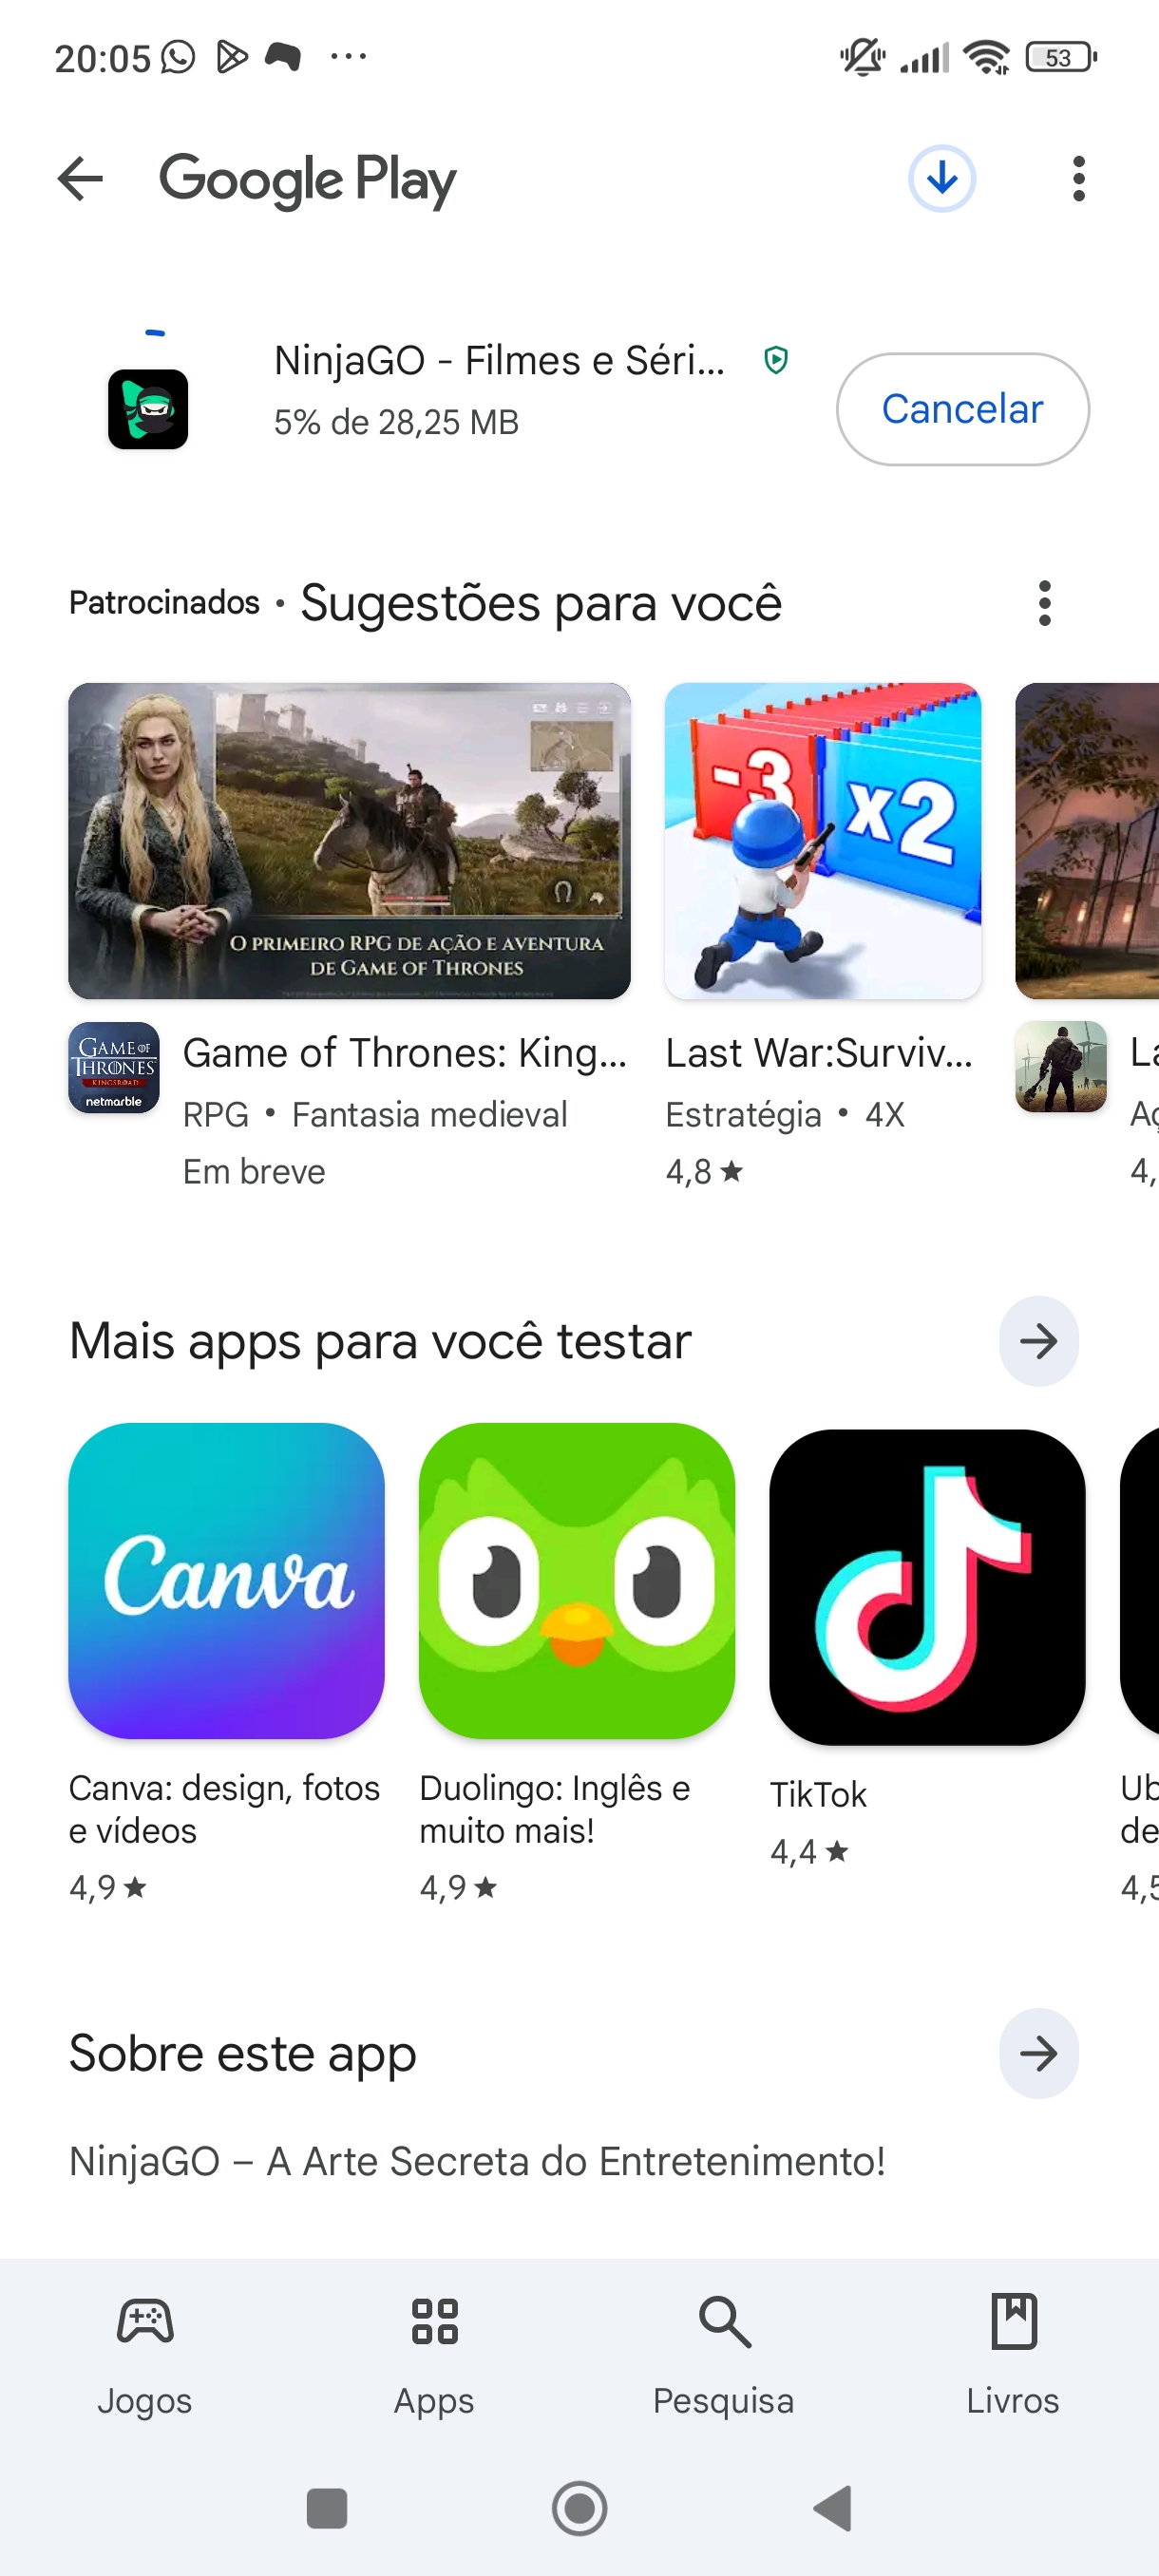 20:05
53
Google Play
NinjaGO - Filmes e Séri...
5% de 28,25 MB
Cancelar
Patrocinados • Sugestões para você
O PRIMEIRO RPG DE AÇÃO E AVENTURA
DE GAME OF THRONES
-3
x2
GAME OF
THRONES
KINGSROAD
netmarble
Game of Thrones: King...
RPG • Fantasia medieval
Em breve
Last War:Surviv...
Estratégia • 4X
4,8 ★
La
Aç
4,
Mais apps para você testar
Canva
Canva: design, fotos
e vídeos
4,9 ★
Duolingo: Inglês e
muito mais!
4,9 ★
TikTok
4,4 ★
Ub
de
4,5
Sobre este app
NinjaGO – A Arte Secreta do Entretenimento!
Jogos
Apps
Pesquisa
Livros